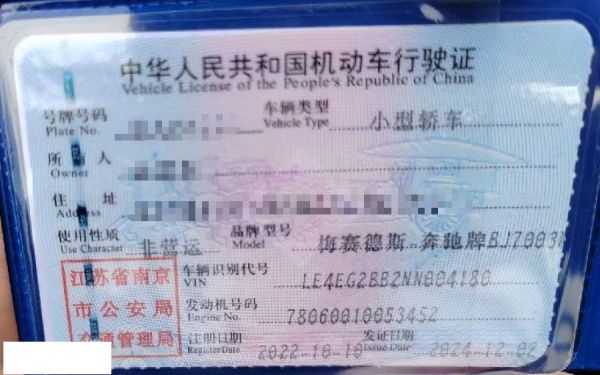 中华人民共和国机动车行驶证
Vehicle License of the People's Republic of China
号牌号码 车辆类型 小型轿车
Plate No. Vehicle Type
所有人
Owner
住址
Address
使用性质 非营运 品牌型号 梅赛德斯-奔驰牌BJ7003
Use Character Model
江苏省南京
市公安局
交通管理局
车辆识别代号 LE4EG2BB2NN004180
VIN
发动机号码 78060010053452
Engine No.
注册日期 2022-10-10 发证日期 2024-12-02
Register Date Issue Date